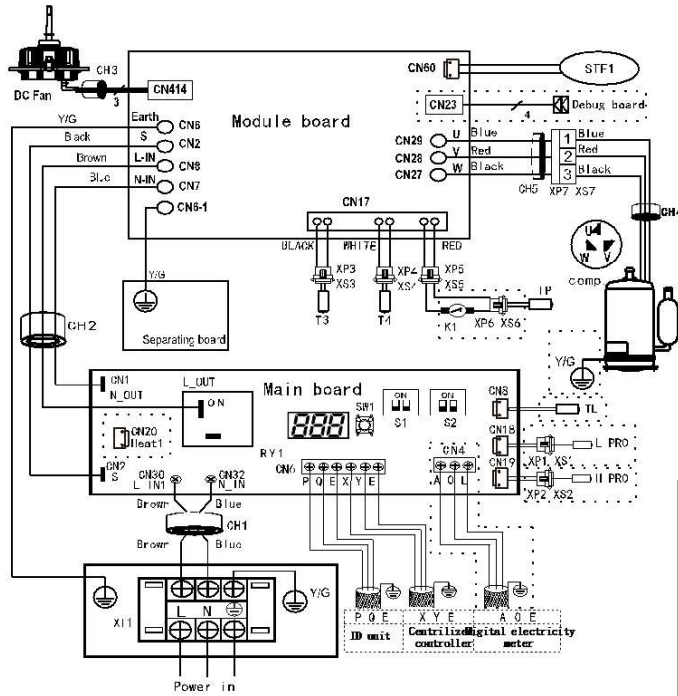 DC Fan
CH3
3
CN414
CN60
STF1
CN23
4
Debug board
Module board
Y/G
Earth
CN6
Black
S
CN2
Brown
L-IN
CN8
Blue
N-IN
CN7
CN6-1
CN29
U
Blue
CN28
V
Red
CN27
W
Black
CH5
1
2
3
XP7 XS7
Blue
Red
Black
CN17
BLACK
WHITE
RED
XP3
XS3
T3
XP4
XS4
T4
XP5
XS5
K1
XP6 XS6
TP
U
W V
comp
Y/G
Separating board
Y/G
CH2
Main board
CN1
N_OUT
L_OUT
ON
CN20
Heat1
CN2
S
CN30
L_IN1
CN32
N_IN
RY1
SW1
ON
S1
ON
S2
CN6
P Q E X Y E
CN4
A O L
CN8
TL
CN18
L PRO
XP1 XS1
CN19
H PRO
XP2 XS2
Brown
Blue
CH1
Brown
Blue
XT1
L
N
Y/G
Power in
P Q E
ID unit
X Y E
Centrilized
controller
A O E
Digital electricity
meter